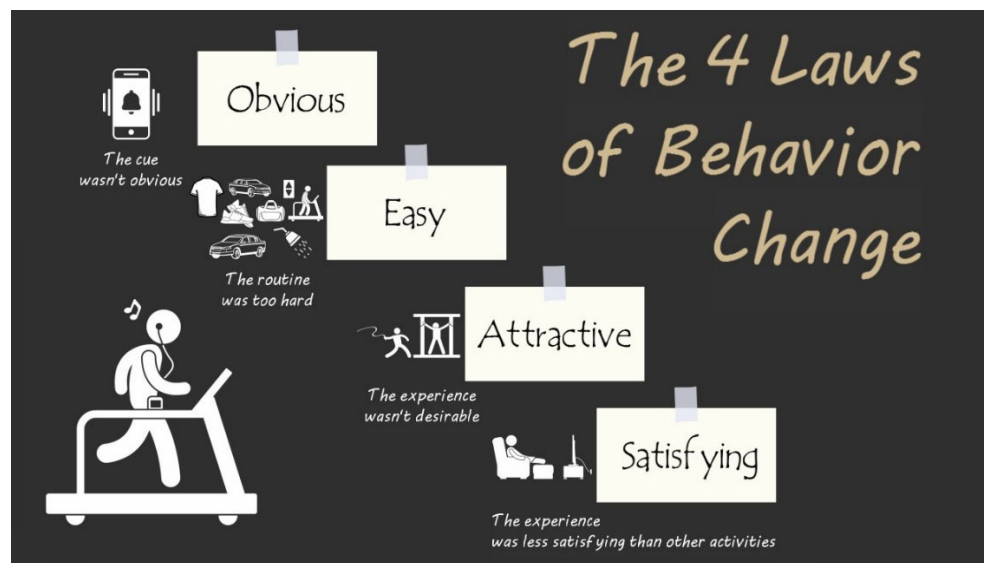 The 4 Laws
of Behavior
Change
Obvious
The cue
wasn't obvious
Easy
The routine
was too hard
Attractive
The experience
wasn't desirable
Satisfying
The experience
was less satisfying than other activities